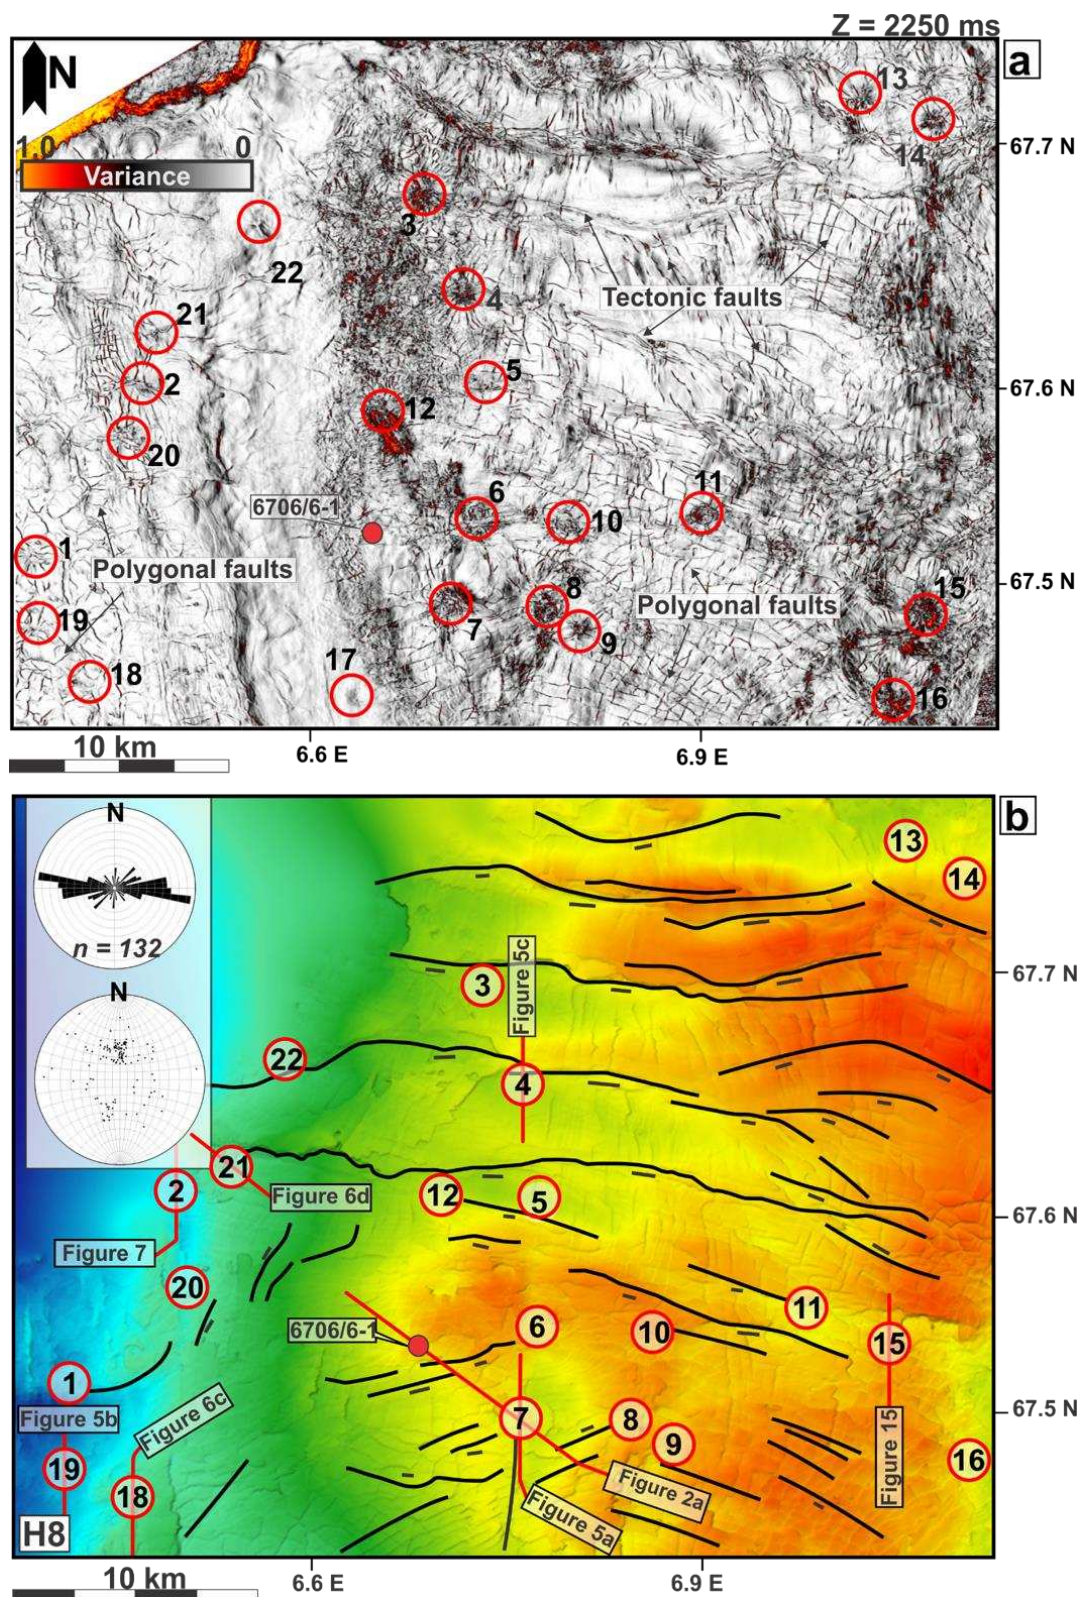 Z = 2250 ms
a
N
1.0
0
Variance
13
14
67.7 N
3
22
4
Tectonic faults
21
5
2
67.6 N
12
20
6
11
6706/6-1
10
1
Polygonal faults
67.5 N
8
15
Polygonal faults
19
7
9
17
18
16
10 km
6.6 E
6.9 E
b
N
13
14
n = 132
Figure 5c
67.7 N
3
N
22
4
21
2
Figure 6d
12
5
67.6 N
Figure 7
20
11
6706/6-1
6
10
15
1
Figure 5b
Figure 6c
7
8
67.5 N
9
Figure 15
19
16
18
Figure 2a
Figure 5a
H8
10 km
6.6 E
6.9 E